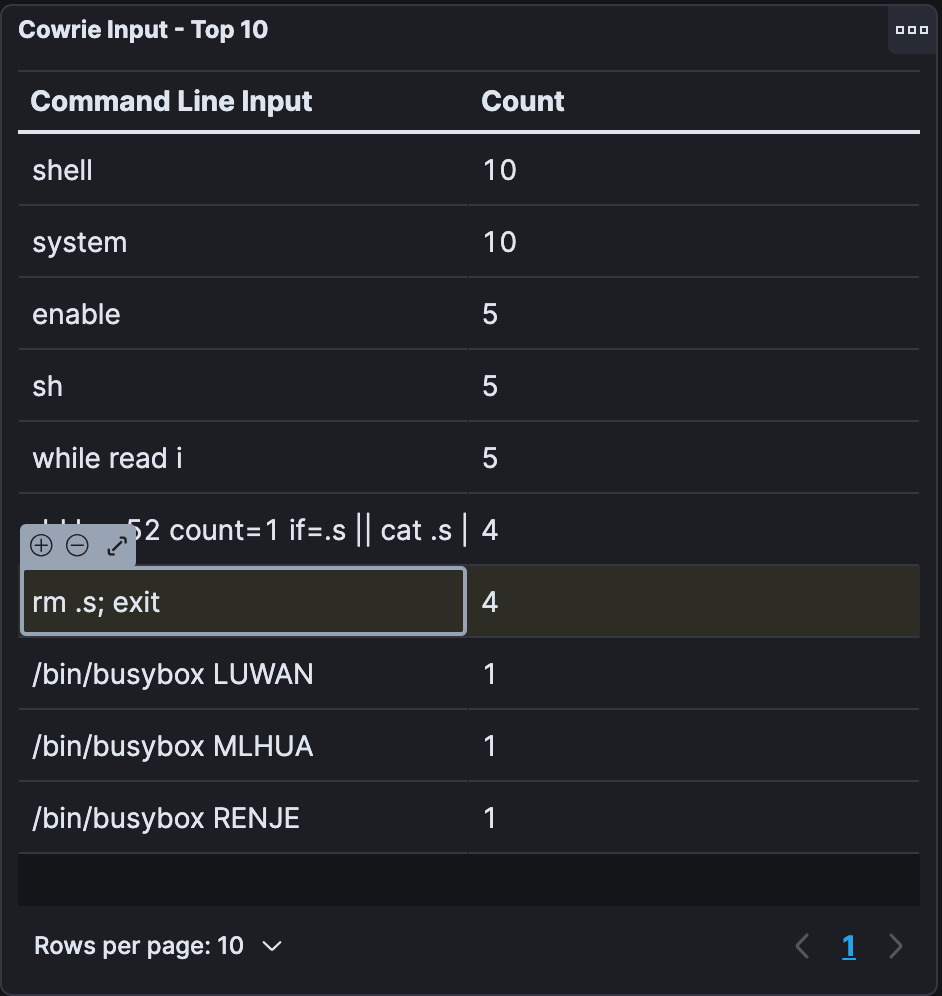 Cowrie Input - Top 10
Command Line Input Count
shell 10
system 10
enable 5
sh 5
while read i 5
52 count=1 if=.s || cat .s | 4
rm .s; exit 4
/bin/busybox LUWAN 1
/bin/busybox MLHUA 1
/bin/busybox RENJE 1
Rows per page: 10 1